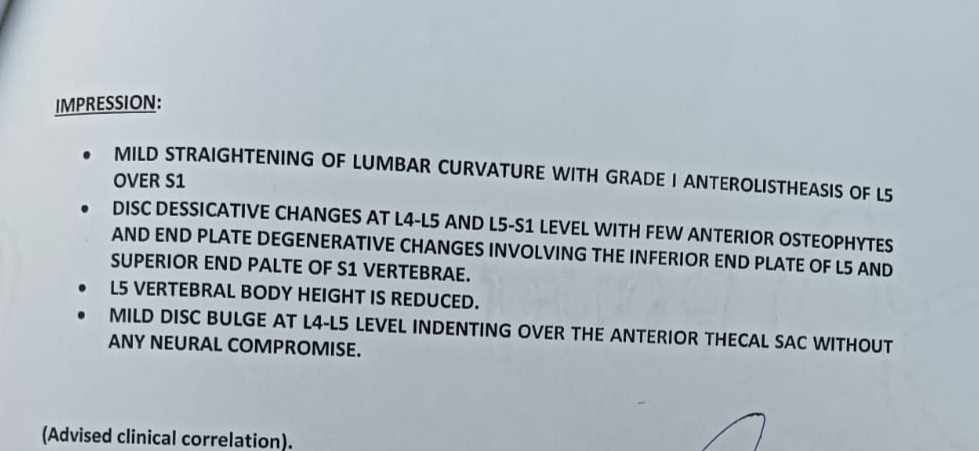 IMPRESSION:
• MILD STRAIGHTENING OF LUMBAR CURVATURE WITH GRADE I ANTEROLISTHEASIS OF L5
OVER S1
• DISC DESSICATIVE CHANGES AT L4-L5 AND L5-S1 LEVEL WITH FEW ANTERIOR OSTEOPHYTES
AND END PLATE DEGENERATIVE CHANGES INVOLVING THE INFERIOR END PLATE OF L5 AND
SUPERIOR END PALTE OF S1 VERTEBRAE.
• L5 VERTEBRAL BODY HEIGHT IS REDUCED.
• MILD DISC BULGE AT L4-L5 LEVEL INDENTING OVER THE ANTERIOR THECAL SAC WITHOUT
ANY NEURAL COMPROMISE.
(Advised clinical correlation).